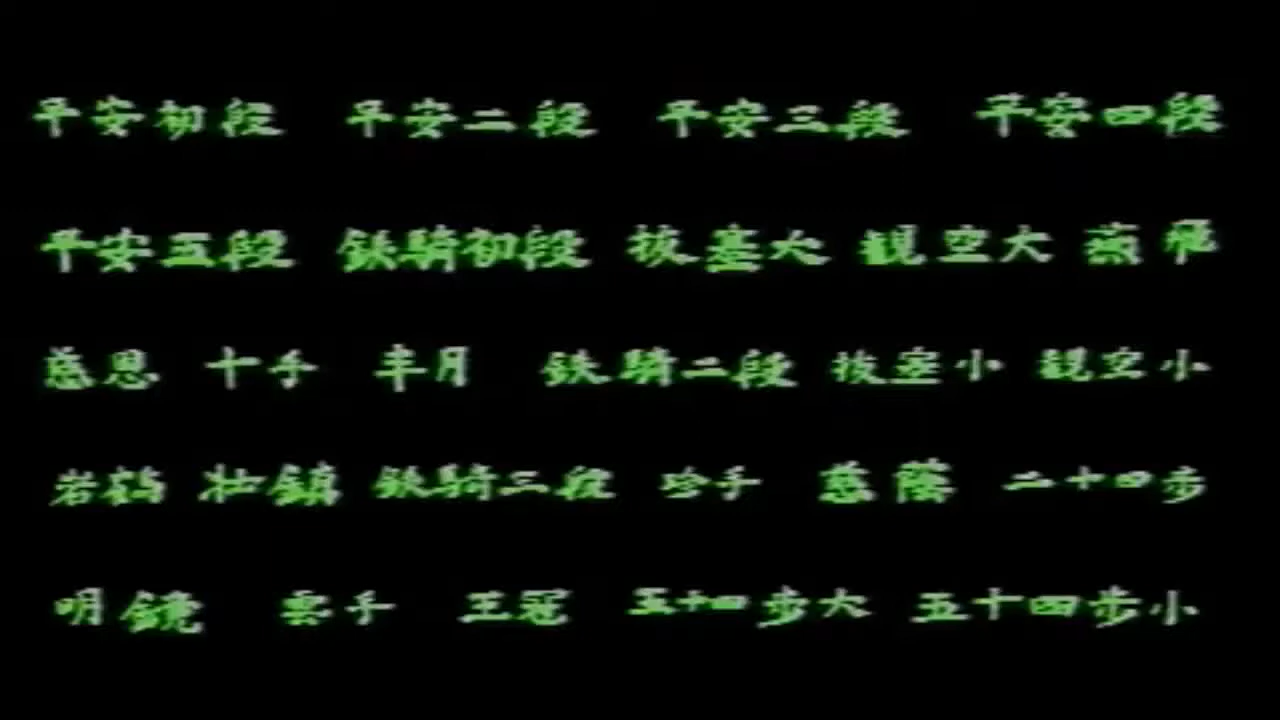 平安初段 平安二段 平安三段 平安四段
平安五段 鉄騎初段 抜塞大 観空大 燕飛
慈恩 十手 半月 鉄騎二段 抜塞小 観空小
岩鶴 壮鎮 鉄騎三段 珍手 慈蔭 二十四步
明鏡 雲手 王冠 五十四步大 五十四步小